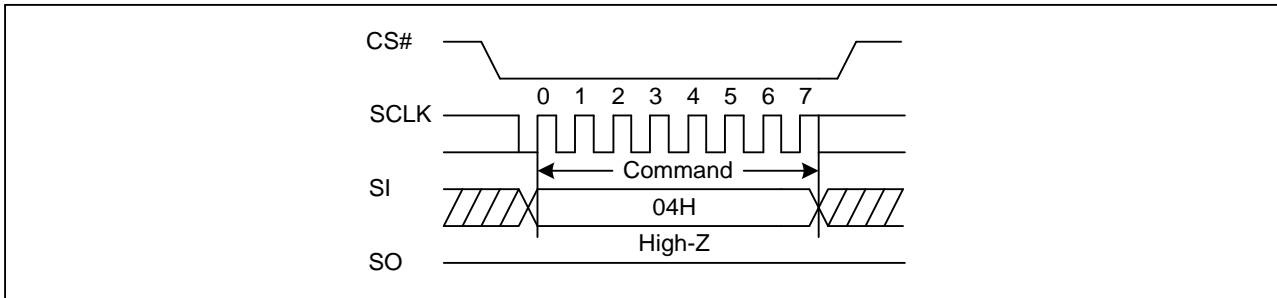 CS#
0 1 2 3 4 5 6 7
SCLK
Command
SI
04H
High-Z
SO